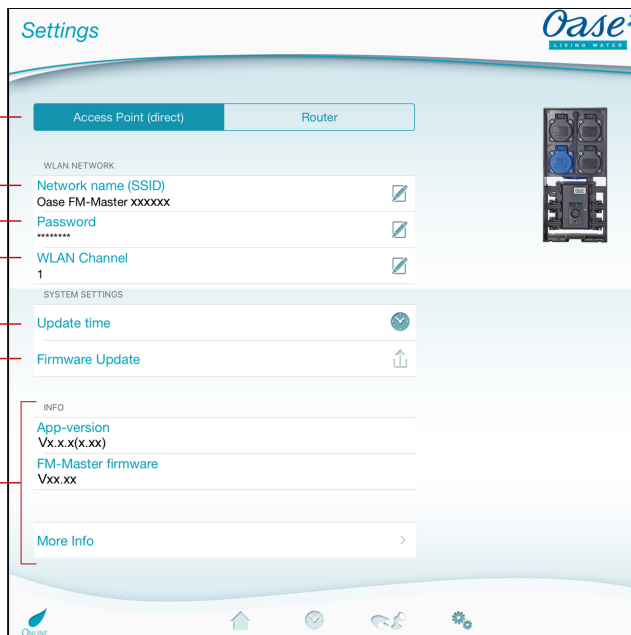 Settings
Oase
LIVING WATER
Access Point (direct)
Router
WLAN NETWORK
Network name (SSID)
Oase FM-Master xxxxxx
Password
********
WLAN Channel
1
SYSTEM SETTINGS
Update time
Firmware Update
INFO
App-version
Vx.x.x(x.xx)
FM-Master firmware
Vxx.xx
More Info
ONLINE